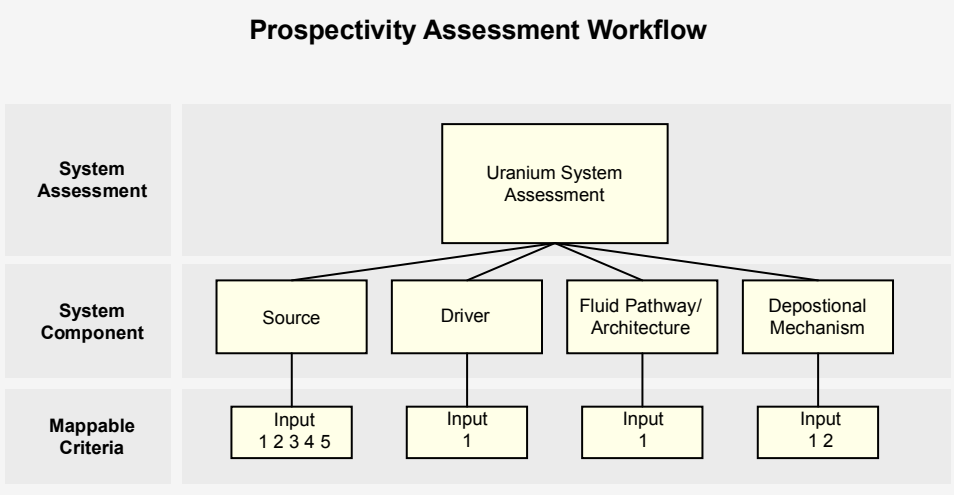 Prospectivity Assessment Workflow
System
Assessment
Uranium System
Assessment
System
Component
Source
Driver
Fluid Pathway/
Architecture
Depostional
Mechanism
Mappable
Criteria
Input
1 2 3 4 5
Input
1
Input
1
Input
1 2